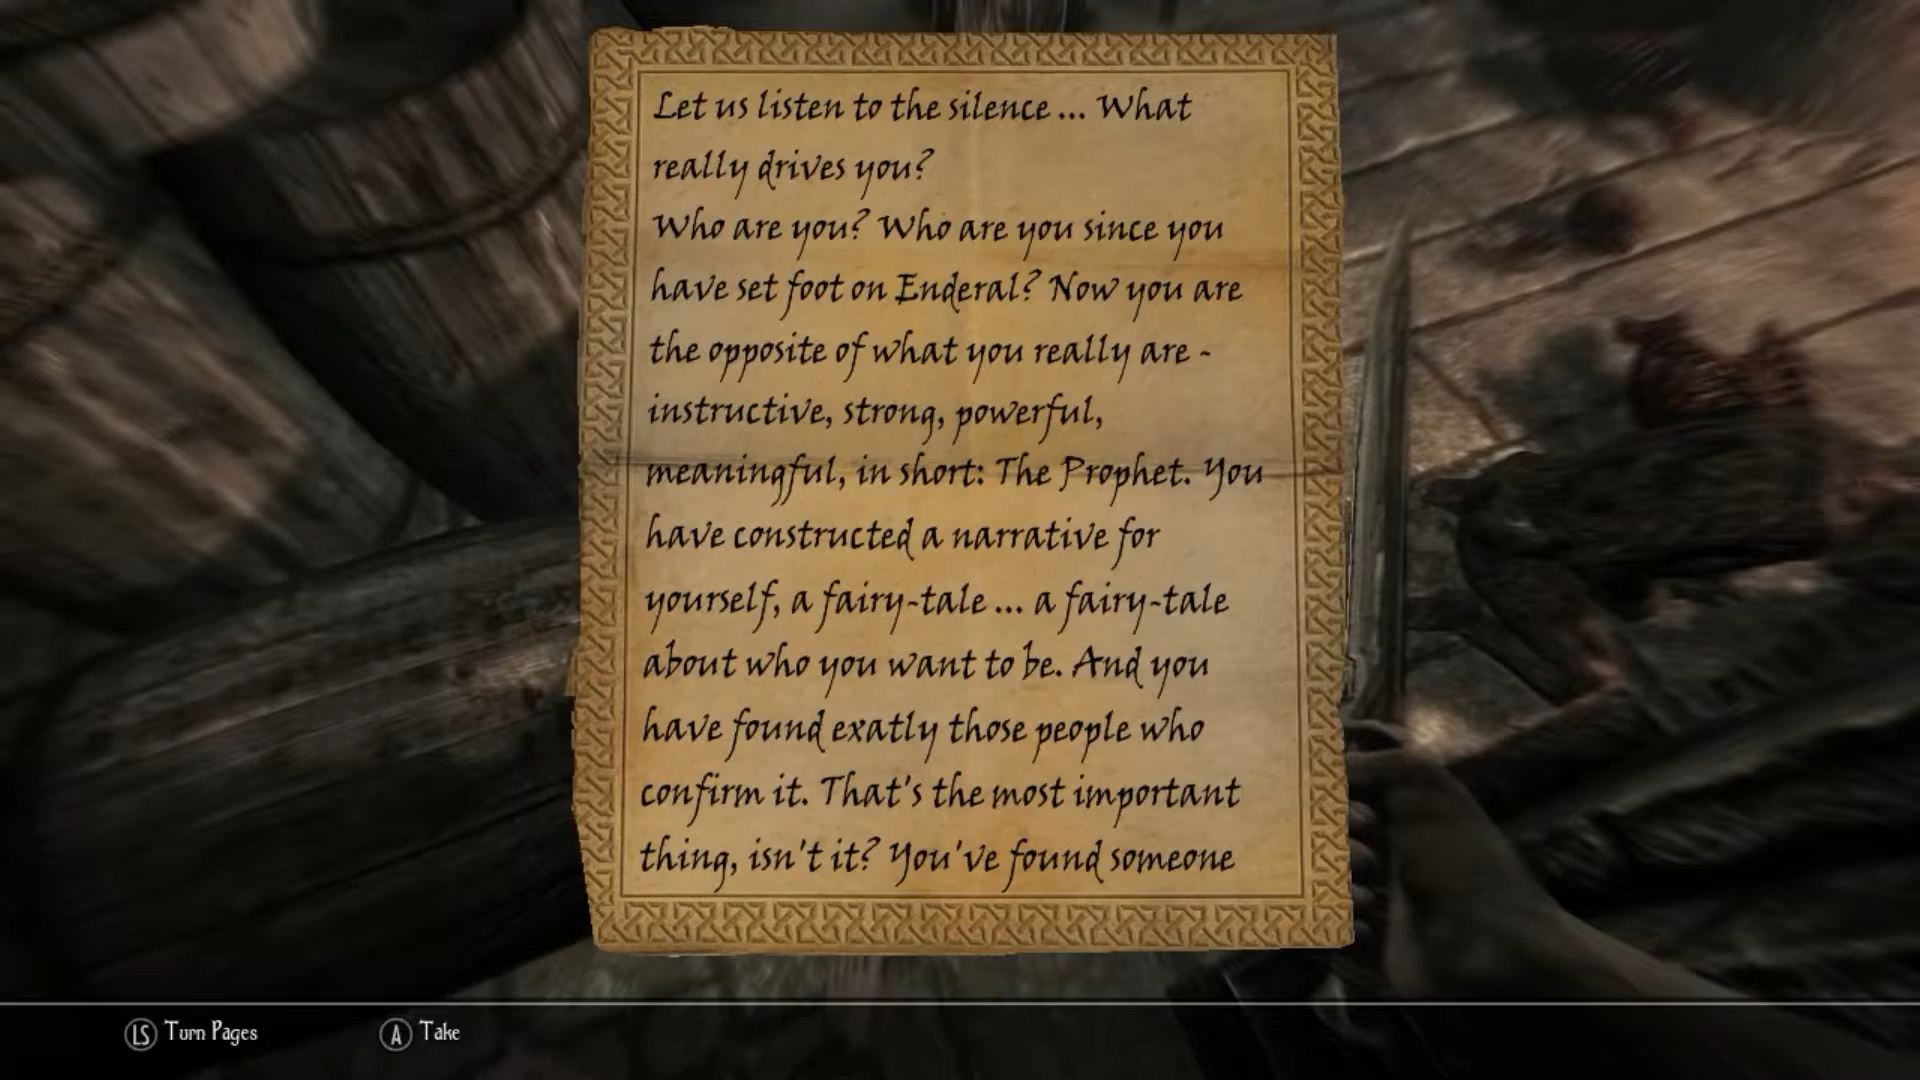 Let us listen to the silence ... What
really drives you?
Who are you? Who are you since you
have set foot on Enderal? Now you are
the opposite of what you really are -
instructive, strong, powerful,
meaningful, in short: The Prophet. You
have constructed a narrative for
yourself, a fairy-tale ... a fairy-tale
about who you want to be. And you
have found exatly those people who
confirm it. That's the most important
thing, isn't it? You've found someone
LS Turn Pages
A Take